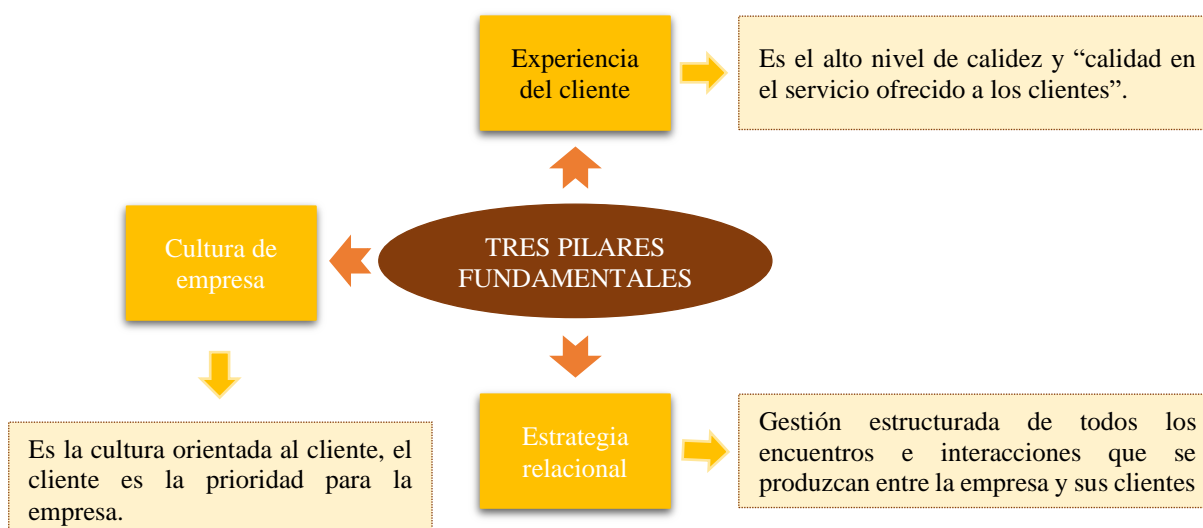 Experiencia
del cliente
Es el alto nivel de calidez y “calidad en
el servicio ofrecido a los clientes”.
TRES PILARES
FUNDAMENTALES
Cultura de
empresa
Es la cultura orientada al cliente, el
cliente es la prioridad para la
empresa.
Estrategia
relacional
Gestión estructurada de todos los
encuentros e interacciones que se
produzcan entre la empresa y sus clientes